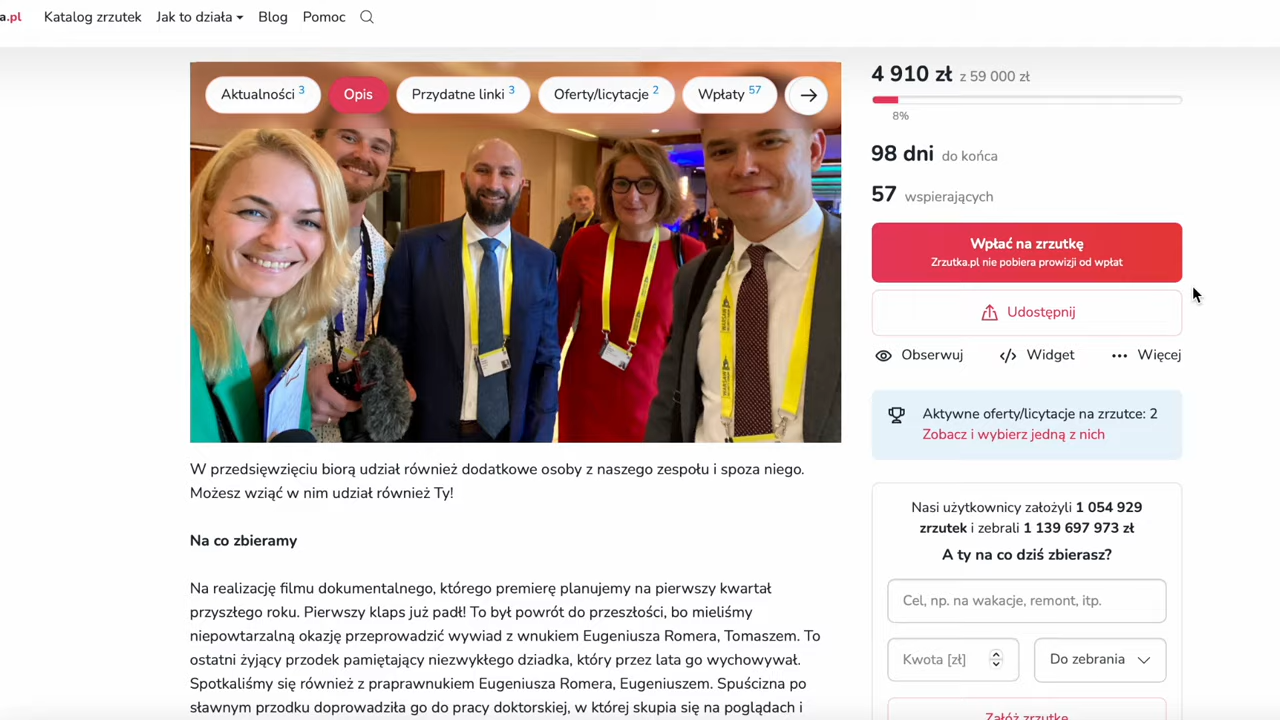 a.pl Katalog zrzutek Jak to działa Blog Pomoc
Aktualności 3 Opis Przydatne linki 3 Oferty/licytacje 2 Wpłaty 57
4 910 zł z 59 000 zł
8%
98 dni do końca
57 wspierających
Wpłać na zrzutkę
Zrzutka.pl nie pobiera prowizji od wpłat
Udostępnij
Obserwuj Widget Więcej
Aktywne oferty/licytacje na zrzutce: 2
Zobacz i wybierz jedną z nich
W przedsięwzięciu biorą udział również dodatkowe osoby z naszego zespołu i spoza niego.
Możesz wziąć w nim udział również Ty!
Na co zbieramy
Na realizację filmu dokumentalnego, którego premierę planujemy na pierwszy kwartał
przyszłego roku. Pierwszy klaps już padł! To był powrót do przeszłości, bo mieliśmy
niepowtarzalną okazję przeprowadzić wywiad z wnukiem Eugeniusza Romera, Tomaszem. To
ostatni żyjący przodek pamiętający niezwykłego dziadka, który przez lata go wychowywał.
Spotkaliśmy się również z praprawnukiem Eugeniusza Romera, Eugeniuszem. Spuścizna po
sławnym przodku doprowadziła go do pracy doktorskiej, w której skupia się na poglądach i
Nasi użytkownicy założyli 1 054 929
zrzutek i zebrali 1 139 697 973 zł
A ty na co dziś zbierasz?
Cel, np. na wakacje, remont, itp.
Kwota [zł] Do zebrania
Załóż zrzutkę